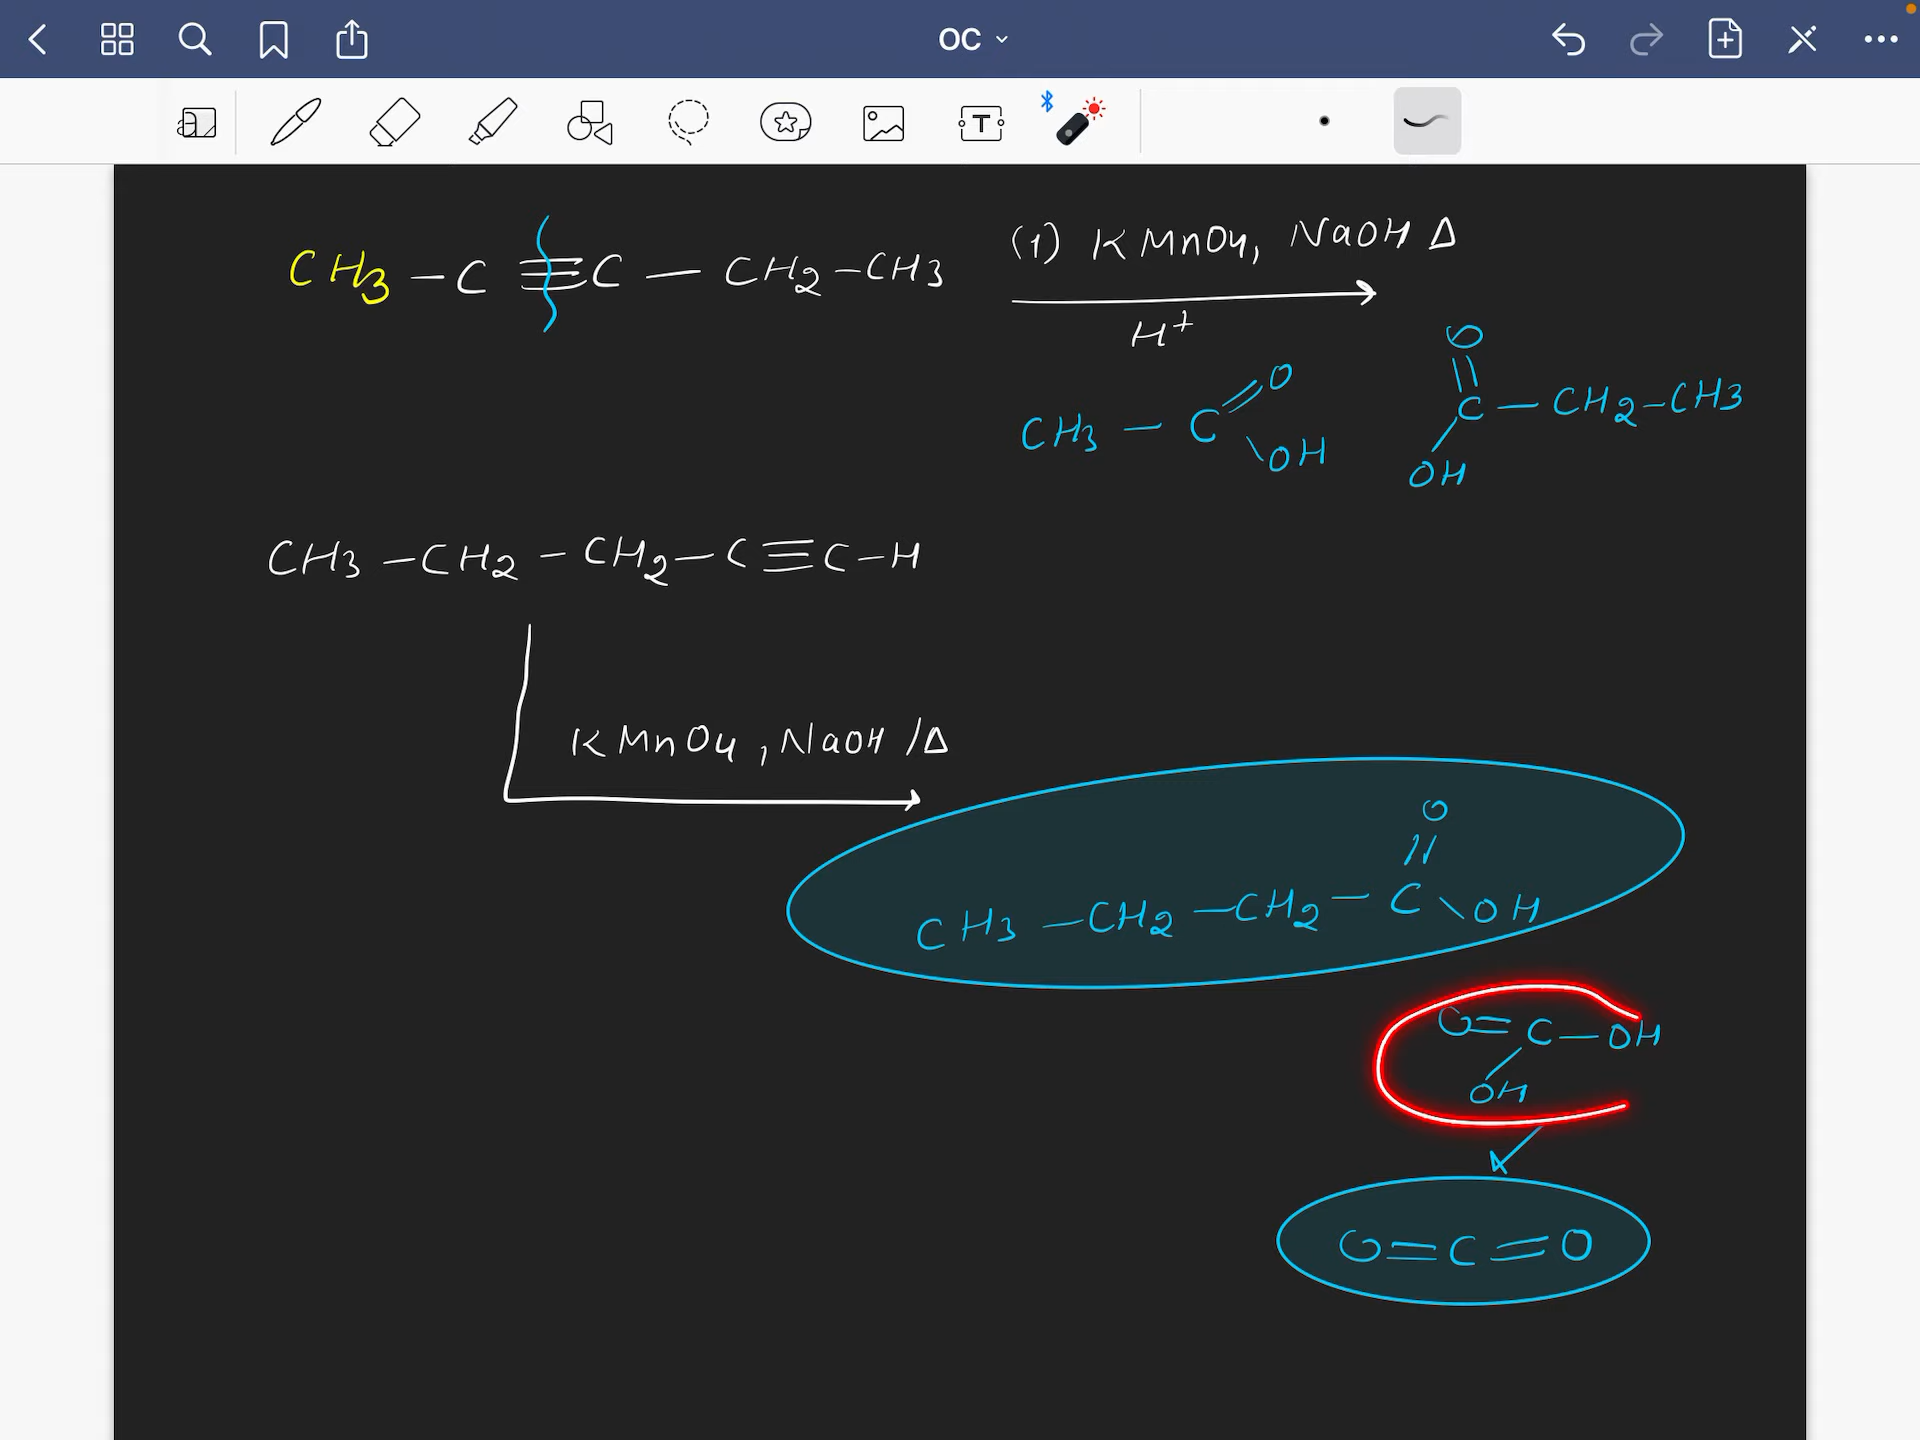 OC
T
CH3 — C ≡ C — CH2 — CH3
(1) KMnO4, NaOH Δ
H+
CH3 — C
O
OH
O
C — CH2 — CH3
OH
CH3 — CH2 — CH2 — C ≡ C — H
KMnO4, NaOH /Δ
O
CH3 — CH2 — CH2 — C OH
O = C — OH
OH
O = C = O